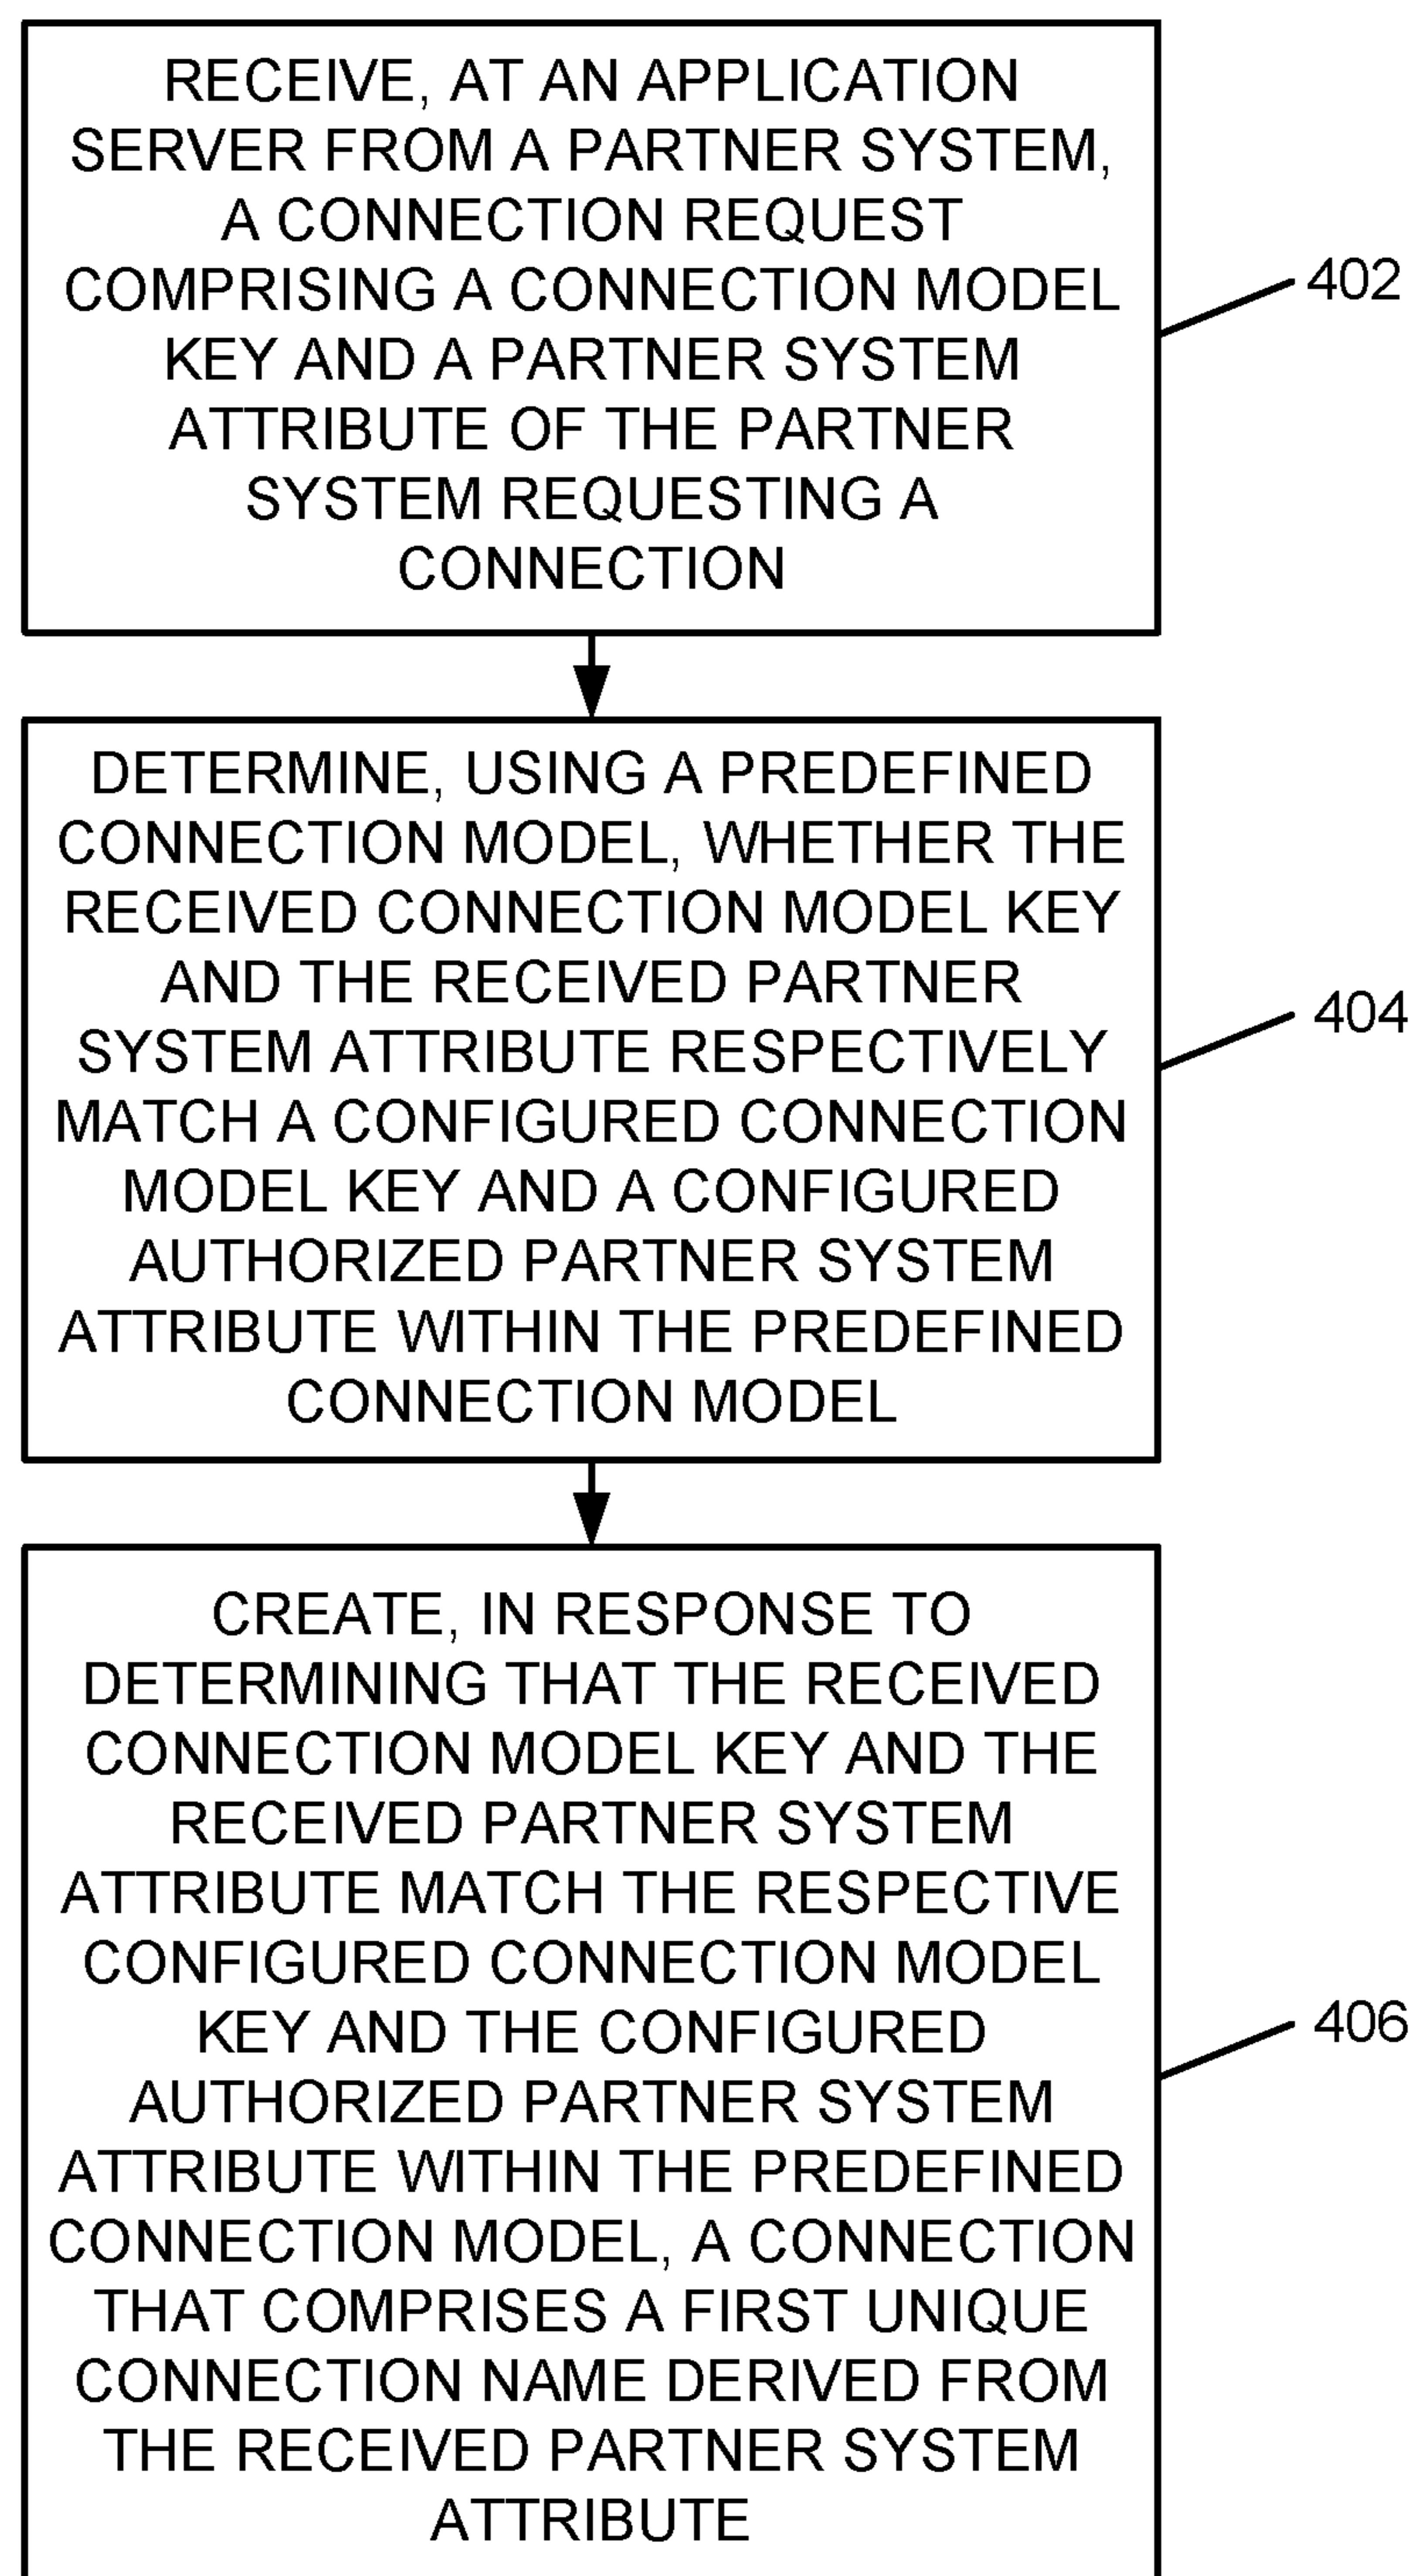 RECEIVE, AT AN APPLICATION
SERVER FROM A PARTNER SYSTEM,
A CONNECTION REQUEST
COMPRISING A CONNECTION MODEL
KEY AND A PARTNER SYSTEM
ATTRIBUTE OF THE PARTNER
SYSTEM REQUESTING A
CONNECTION
402
DETERMINE, USING A PREDEFINED
CONNECTION MODEL, WHETHER THE
RECEIVED CONNECTION MODEL KEY
AND THE RECEIVED PARTNER
SYSTEM ATTRIBUTE RESPECTIVELY
MATCH A CONFIGURED CONNECTION
MODEL KEY AND A CONFIGURED
AUTHORIZED PARTNER SYSTEM
ATTRIBUTE WITHIN THE PREDEFINED
CONNECTION MODEL
404
CREATE, IN RESPONSE TO
DETERMINING THAT THE RECEIVED
CONNECTION MODEL KEY AND THE
RECEIVED PARTNER SYSTEM
ATTRIBUTE MATCH THE RESPECTIVE
CONFIGURED CONNECTION MODEL
KEY AND THE CONFIGURED
AUTHORIZED PARTNER SYSTEM
ATTRIBUTE WITHIN THE PREDEFINED
CONNECTION MODEL, A CONNECTION
THAT COMPRISES A FIRST UNIQUE
CONNECTION NAME DERIVED FROM
THE RECEIVED PARTNER SYSTEM
ATTRIBUTE
406